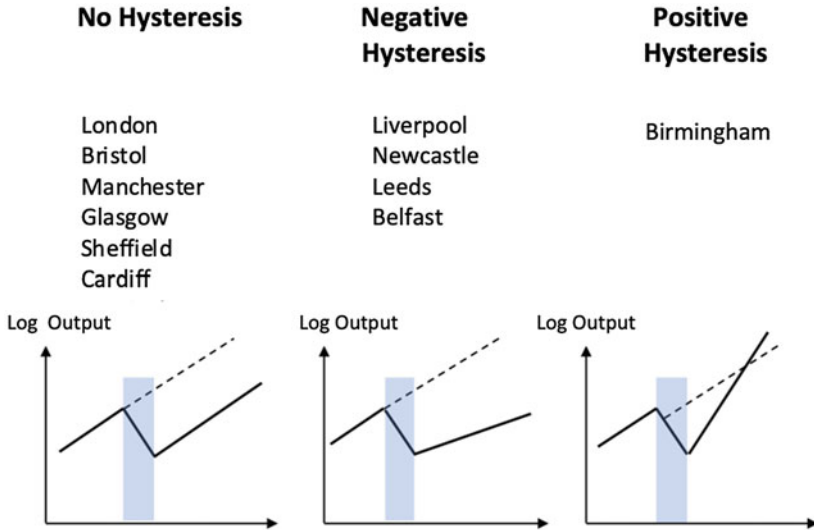 No Hysteresis
Negative
Hysteresis
Positive
Hysteresis
London
Bristol
Manchester
Glasgow
Sheffield
Cardiff
Liverpool
Newcastle
Leeds
Belfast
Birmingham
Log Output
Log Output
Log Output